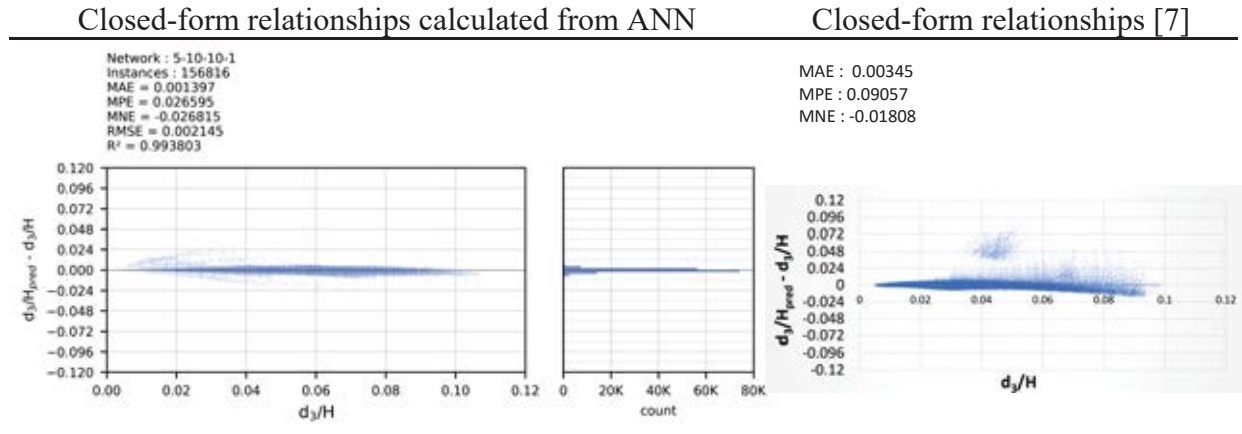 Closed-form relationships calculated from ANN
Closed-form relationships [7]
Network : 5-10-10-1
Instances : 156816
MAE = 0.001397
MPE = 0.026595
MNE = -0.026815
RMSE = 0.002145
R² = 0.993803
MAE : 0.00345
MPE : 0.09057
MNE : -0.01808
d₃/Hpred - d₃/H
0.120
0.096
0.072
0.048
0.024
0.000
−0.024
−0.048
−0.072
−0.096
−0.120
0.00 0.02 0.04 0.06 0.08 0.10 0.12
d₃/H
0 20K 40K 60K 80K
count
d₃/Hpred - d₃/H
0.12
0.096
0.072
0.048
0.024
0
-0.024
-0.048
-0.072
-0.096
-0.12
0 0.02 0.04 0.06 0.08 0.1 0.12
d₃/H